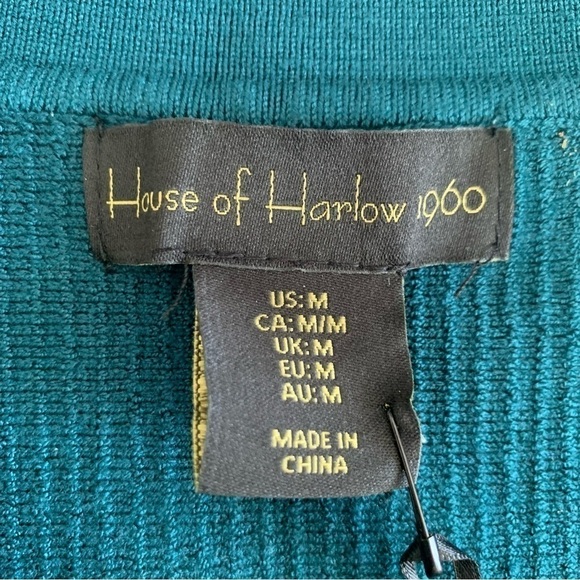 House of Harlow 1960
US: M
CA: M/M
UK: M
EU: M
AU: M
MADE IN
CHINA